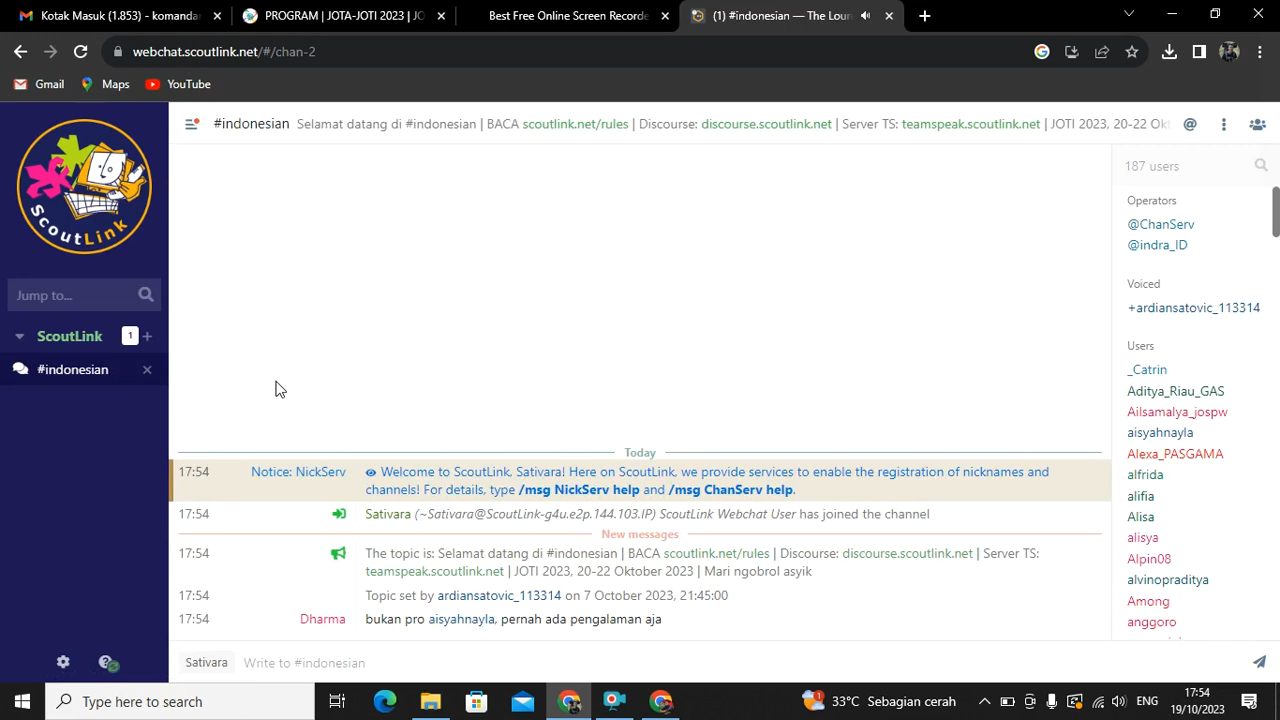 Kotak Masuk (1.853) - komandan
PROGRAM | JOTA-JOTI 2023 | JO
Best Free Online Screen Recorde
(1) #indonesian — The Loun
webchat.scoutlink.net/#/chan-2
Gmail
Maps
YouTube
ScoutLink
#indonesian Selamat datang di #indonesian | BACA scoutlink.net/rules | Discourse: discourse.scoutlink.net | Server TS: teamspeak.scoutlink.net | JOTI 2023, 20-22 Okt
187 users
Operators
@ChanServ
@indra_ID
Voiced
+ardiansatovic_113314
Users
_Catrin
Aditya_Riau_GAS
Ailsamalya_jospw
aisyahnayla
Alexa_PASGAMA
alfrida
alifia
Alisa
alisya
Alpin08
alvinopraditya
Among
anggoro
Jump to...
ScoutLink 1 +
#indonesian
Today
17:54 Notice: NickServ Welcome to ScoutLink, Sativara! Here on ScoutLink, we provide services to enable the registration of nicknames and
channels! For details, type /msg NickServ help and /msg ChanServ help.
17:54 Sativara (~Sativara@ScoutLink-g4u.e2p.144.103.IP) ScoutLink Webchat User has joined the channel
New messages
17:54 The topic is: Selamat datang di #indonesian | BACA scoutlink.net/rules | Discourse: discourse.scoutlink.net | Server TS:
teamspeak.scoutlink.net | JOTI 2023, 20-22 Oktober 2023 | Mari ngobrol asyik
17:54 Topic set by ardiansatovic_113314 on 7 October 2023, 21:45:00
17:54 Dharma bukan pro aisyahnayla, pernah ada pengalaman aja
Sativara Write to #indonesian
Type here to search
33°C Sebagian cerah
ENG
17:54
19/10/2023